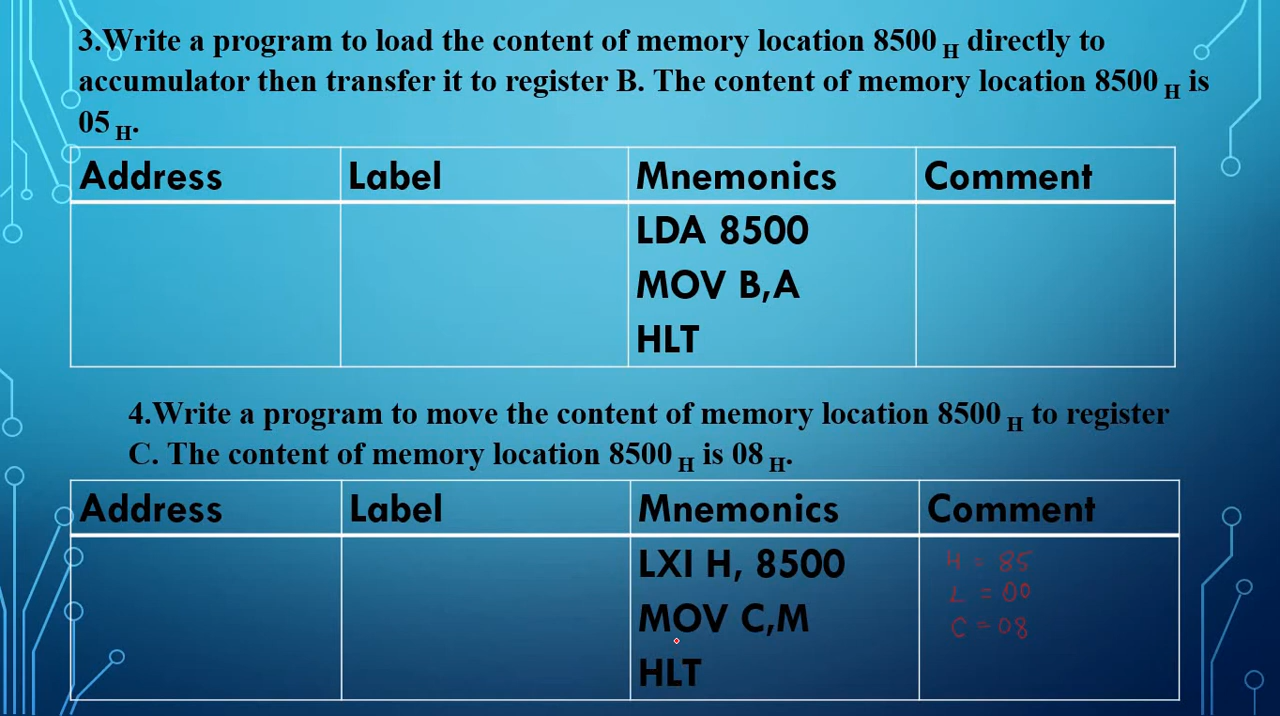 3.Write a program to load the content of memory location 8500 H directly to
accumulator then transfer it to register B. The content of memory location 8500 H is
05 H.
Address Label Mnemonics Comment
LDA 8500
MOV B,A
HLT
4.Write a program to move the content of memory location 8500 H to register
C. The content of memory location 8500 H is 08 H.
Address Label Mnemonics Comment
LXI H, 8500 H = 85
L = 00
MOV C,M C = 08
HLT